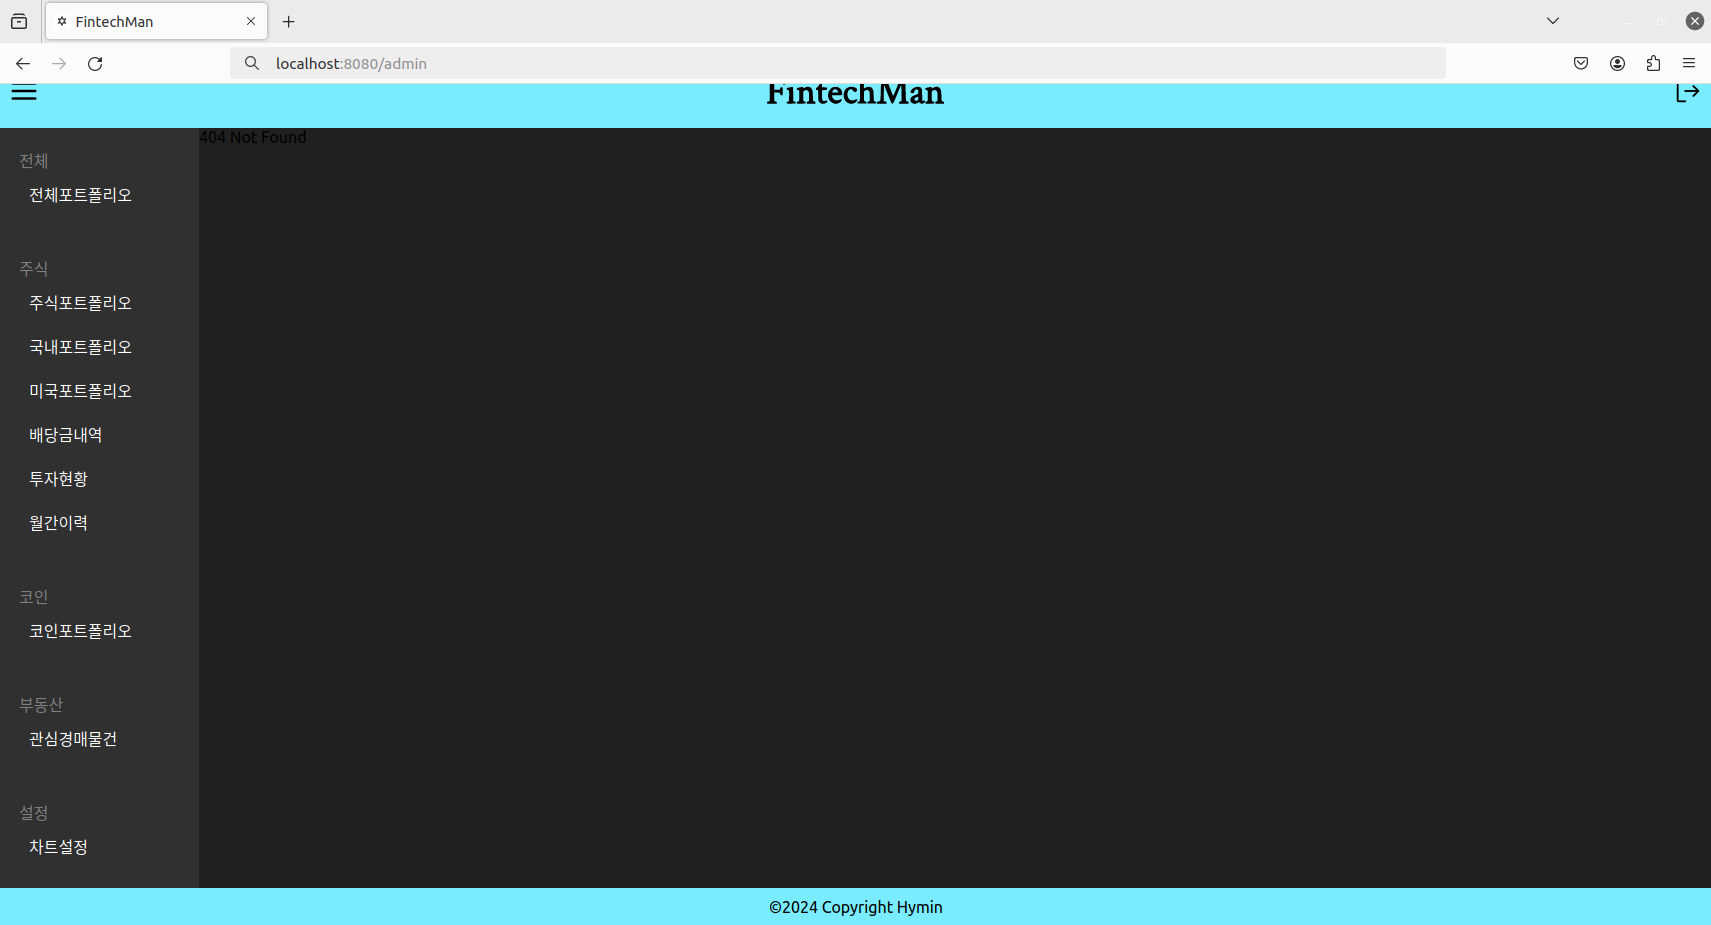 FintechMan
localhost:8080/admin
FintechMan
404 Not Found
전체
전체포트폴리오
주식
주식포트폴리오
국내포트폴리오
미국포트폴리오
배당금내역
투자현황
월간이력
코인
코인포트폴리오
부동산
관심경매물건
설정
차트설정
©2024 Copyright Hymin